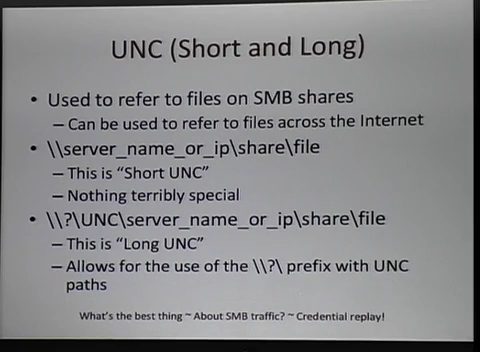 UNC (Short and Long)
• Used to refer to files on SMB shares
– Can be used to refer to files across the Internet
• \\server_name_or_ip\share\file
– This is “Short UNC”
– Nothing terribly special
• \\?\UNC\server_name_or_ip\share\file
– This is “Long UNC”
– Allows for the use of the \\?\ prefix with UNC
paths
What's the best thing ~ About SMB traffic? ~ Credential replay!